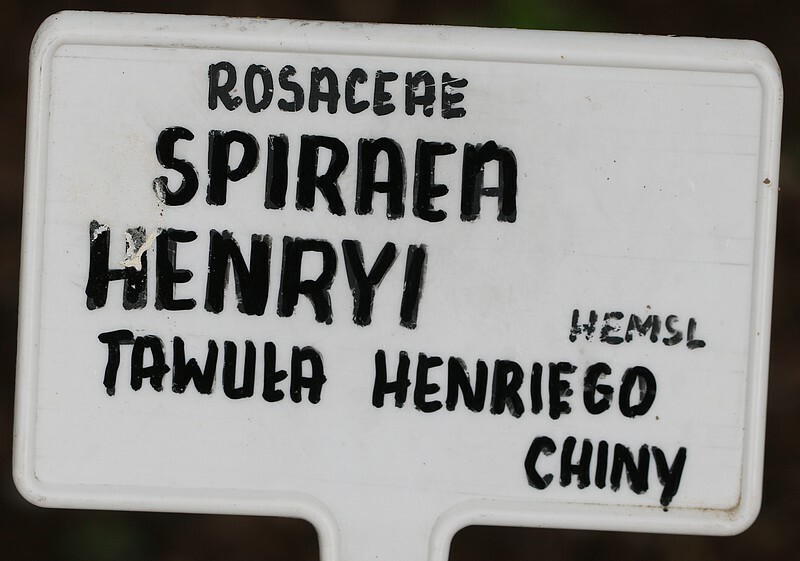 ROSACEAE
SPIRAEA
HENRYI
HEMSL
TAWUŁA HENRIEGO
CHINY